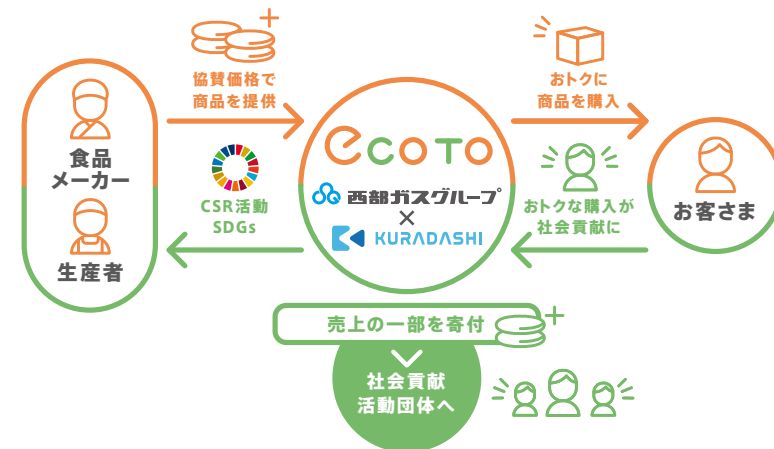 協賛価格で
商品を提供
おトクに
商品を購入
食品
メーカー
生産者
CSR活動
SDGs
ecoto
西部ガスグループ
×
KURADASHI
おトクな購入が
社会貢献に
お客さま
売上の一部を寄付
社会貢献
活動団体へ